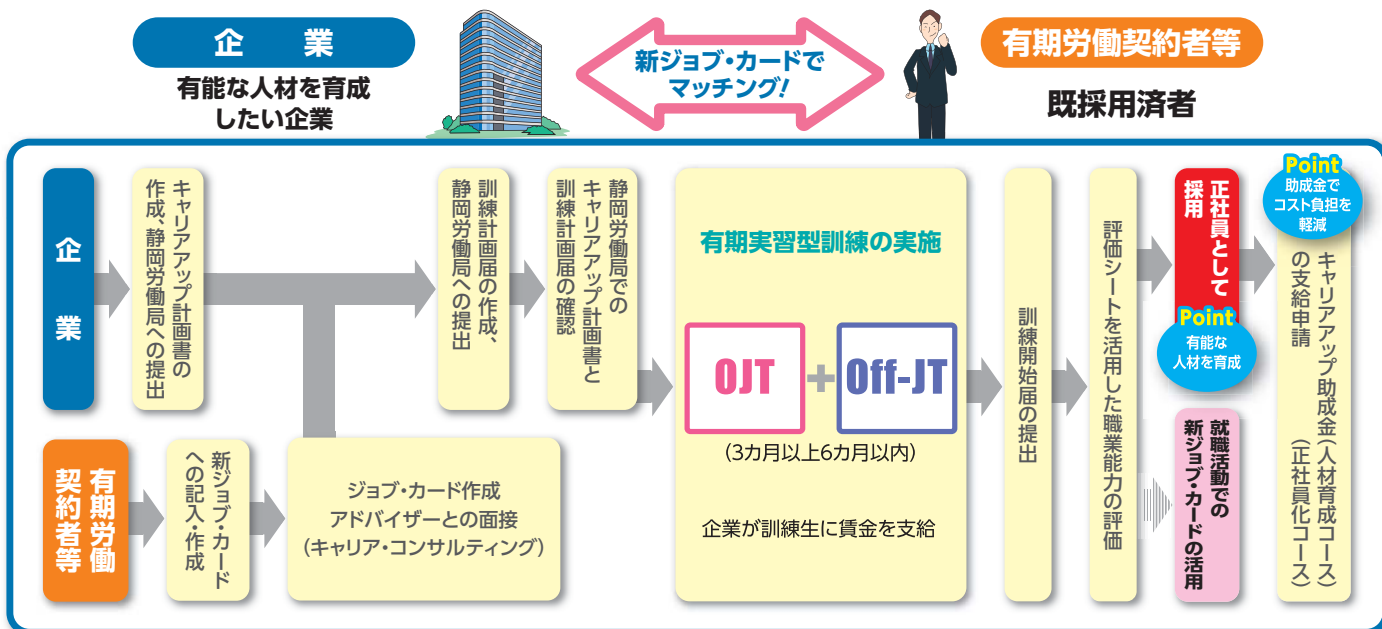 企　業
有能な人材を育成
したい企業
新ジョブ・カードで
マッチング!
有期労働契約者等
既採用済者
企業
キャリアアップ計画書の
作成、静岡労働局への提出
訓練計画届の作成、
静岡労働局への提出
静岡労働局での
キャリアアップ計画書と
訓練計画届の確認
有期実習型訓練の実施
OJT
+
Off-JT
(3カ月以上6カ月以内)
企業が訓練生に賃金を支給
訓練開始届の提出
評価シートを活用した職業能力の評価
正社員として
採用
Point
有能な
人材を育成
就職活動での
新ジョブ・カードの活用
Point
助成金で
コスト負担を
軽減
キャリアアップ助成金(人材育成コース)
の支給申請　(正社員化コース)
有期労働
契約者等
新ジョブ・カード
への記入・作成
ジョブ・カード作成
アドバイザーとの面接
(キャリア・コンサルティング)